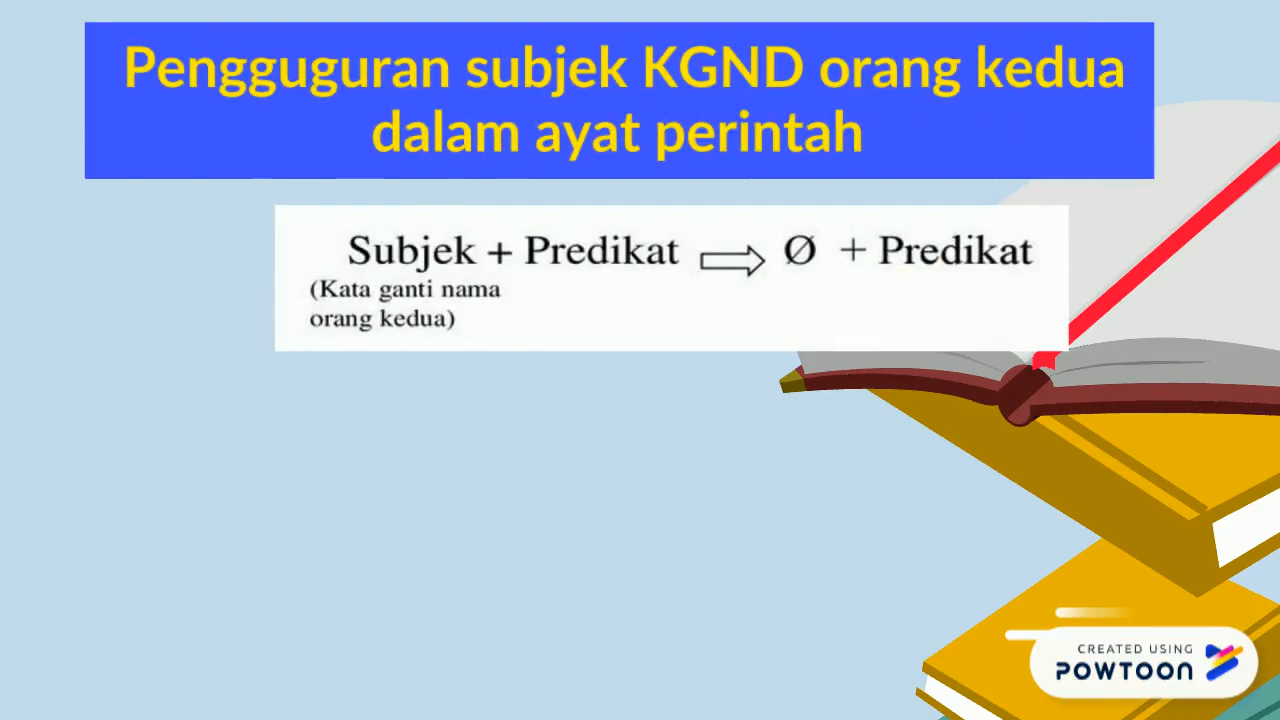 Pengguguran subjek KGND orang kedua
dalam ayat perintah
Subjek + Predikat ⇨ Ø + Predikat
(Kata ganti nama
orang kedua)
CREATED USING
POWTOON